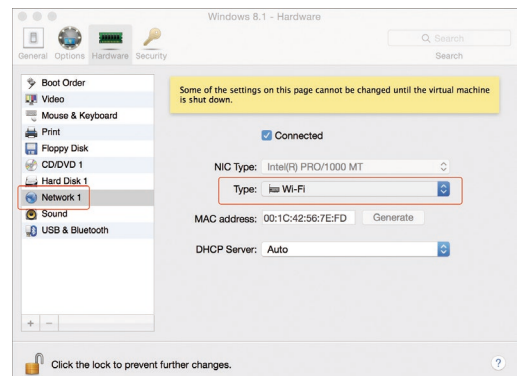 Windows 8.1 - Hardware
Search
General Options Hardware Security
Search
Boot Order
Video
Mouse & Keyboard
Print
Floppy Disk
CD/DVD 1
Hard Disk 1
Network 1
Sound
USB & Bluetooth
+ −
Some of the settings on this page cannot be changed until the virtual machine
is shut down.
Connected
NIC Type: Intel(R) PRO/1000 MT
Type: Wi-Fi
MAC address: 00:1C:42:56:7E:FD Generate
DHCP Server: Auto
Click the lock to prevent further changes.
?